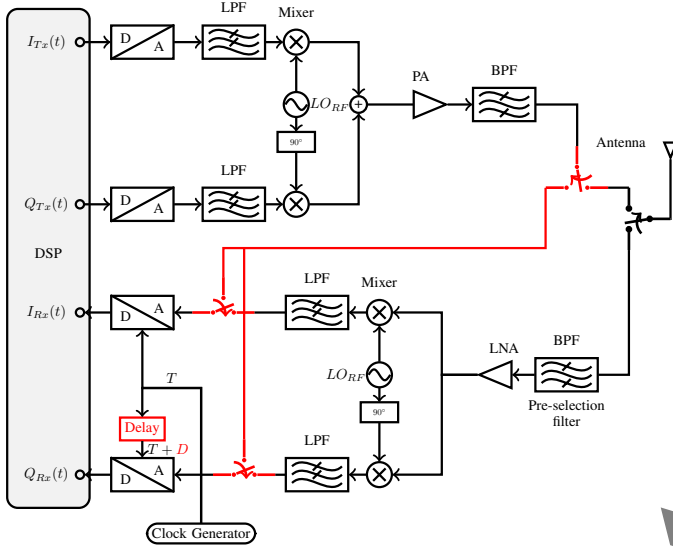 LPF
Mixer
I_{Tx}(t)
D
A
LO_{RF}
PA
BPF
90°
LPF
Antenna
Q_{Tx}(t)
D
A
DSP
LPF
Mixer
I_{Rx}(t)
D
A
LNA
BPF
LO_{RF}
T
90°
Pre-selection
filter
Delay
LPF
T + D
Q_{Rx}(t)
D
A
Clock Generator